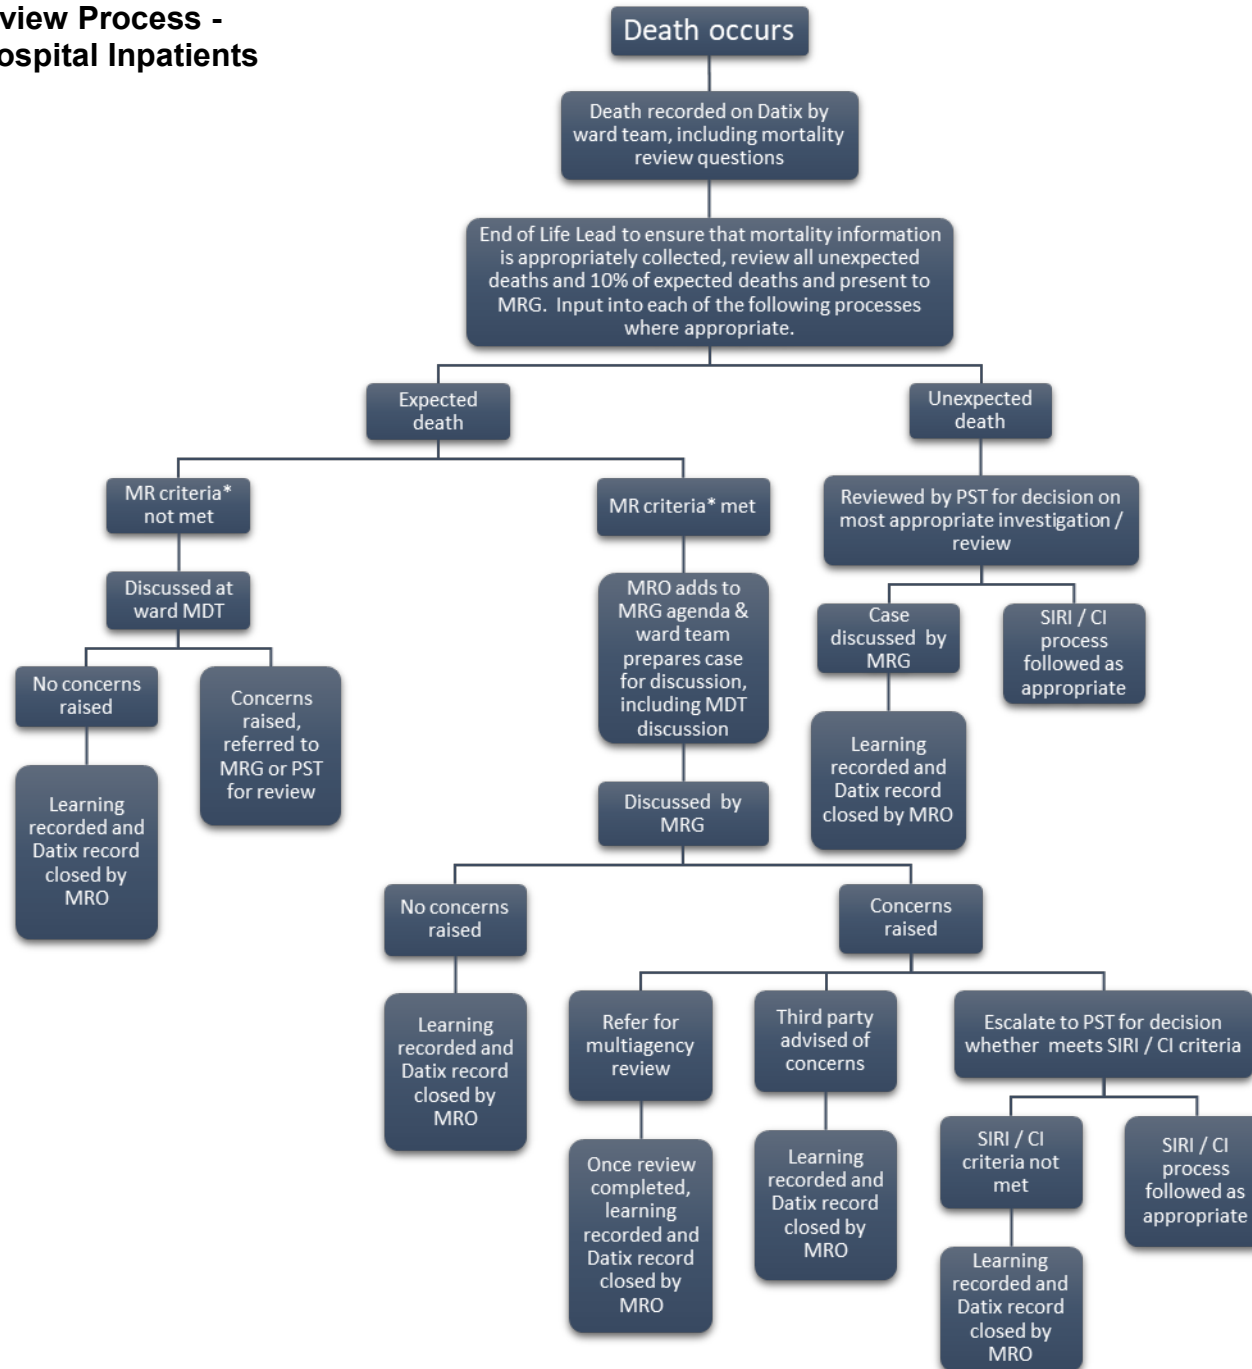 view Process -
ospital Inpatients
Death occurs
Death recorded on Datix by
ward team, including mortality
review questions
End of Life Lead to ensure that mortality information
is appropriately collected, review all unexpected
deaths and 10% of expected deaths and present to
MRG.  Input into each of the following processes
where appropriate.
Expected
death
Unexpected
death
MR criteria*
not met
MR criteria* met
Reviewed by PST for decision on
most appropriate investigation /
review
Discussed at
ward MDT
MRO adds to
MRG agenda &
ward team
prepares case
for discussion,
including MDT
discussion
Case
discussed by
MRG
SIRI / CI
process
followed as
appropriate
No concerns
raised
Concerns
raised,
referred to
MRG or PST
for review
Learning
recorded and
Datix record
closed by MRO
Learning
recorded and
Datix record
closed by
MRO
Discussed  by
MRG
No concerns
raised
Concerns
raised
Learning
recorded and
Datix record
closed by
MRO
Refer for
multiagency
review
Third party
advised of
concerns
Escalate to PST for decision
whether  meets SIRI / CI criteria
Once review
completed,
learning
recorded and
Datix record
closed by
MRO
Learning
recorded and
Datix record
closed by
MRO
SIRI / CI
criteria not
met
SIRI / CI
process
followed as
appropriate
Learning
recorded and
Datix record
closed by
MRO